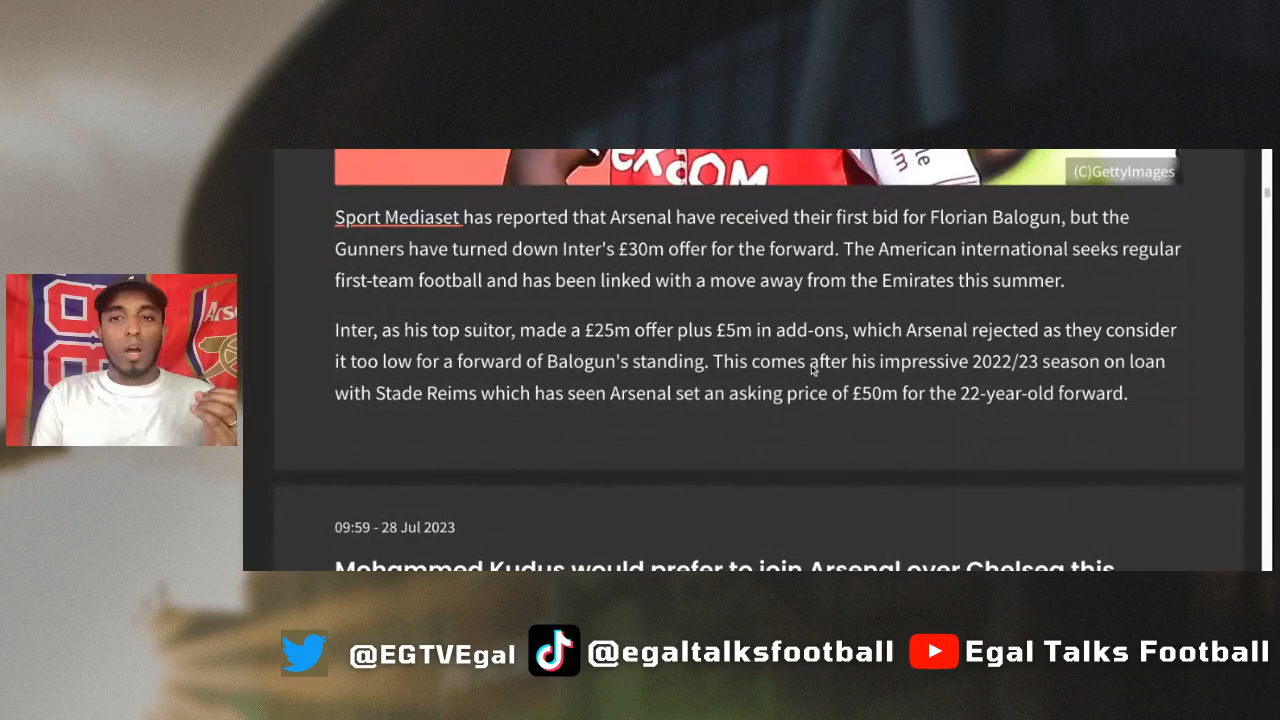 (C)GettyImages
Sport Mediaset has reported that Arsenal have received their first bid for Florian Balogun, but the
Gunners have turned down Inter's £30m offer for the forward. The American international seeks regular
first-team football and has been linked with a move away from the Emirates this summer.
Inter, as his top suitor, made a £25m offer plus £5m in add-ons, which Arsenal rejected as they consider
it too low for a forward of Balogun's standing. This comes after his impressive 2022/23 season on loan
with Stade Reims which has seen Arsenal set an asking price of £50m for the 22-year-old forward.
09:59 - 28 Jul 2023
Mohammed Kudus would prefer to join Arsenal over Chelsea this
@EGTVEgal
@egaltalksfootball
Egal Talks Football